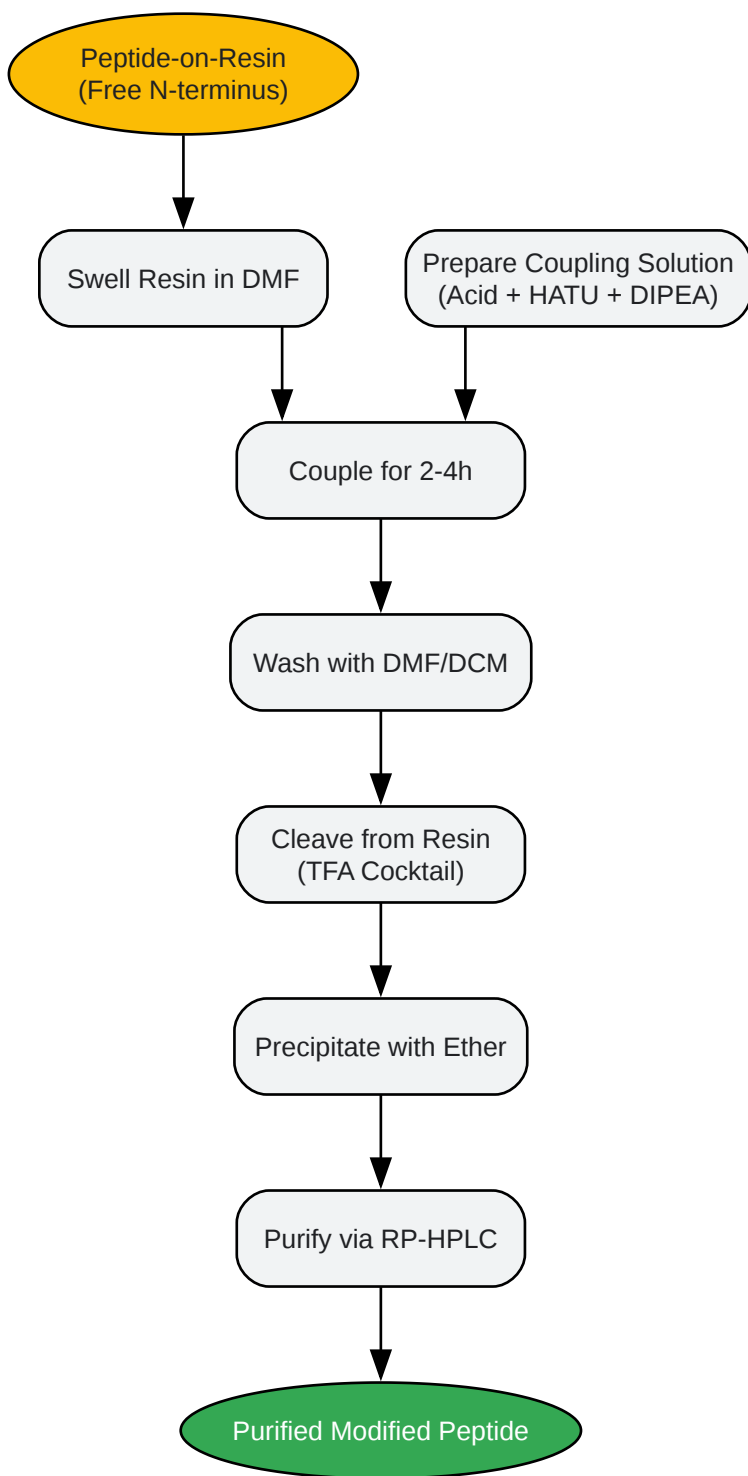 Peptide-on-Resin
(Free N-terminus)
Swell Resin in DMF
Prepare Coupling Solution
(Acid + HATU + DIPEA)
Couple for 2-4h
Wash with DMF/DCM
Cleave from Resin
(TFA Cocktail)
Precipitate with Ether
Purify via RP-HPLC
Purified Modified Peptide